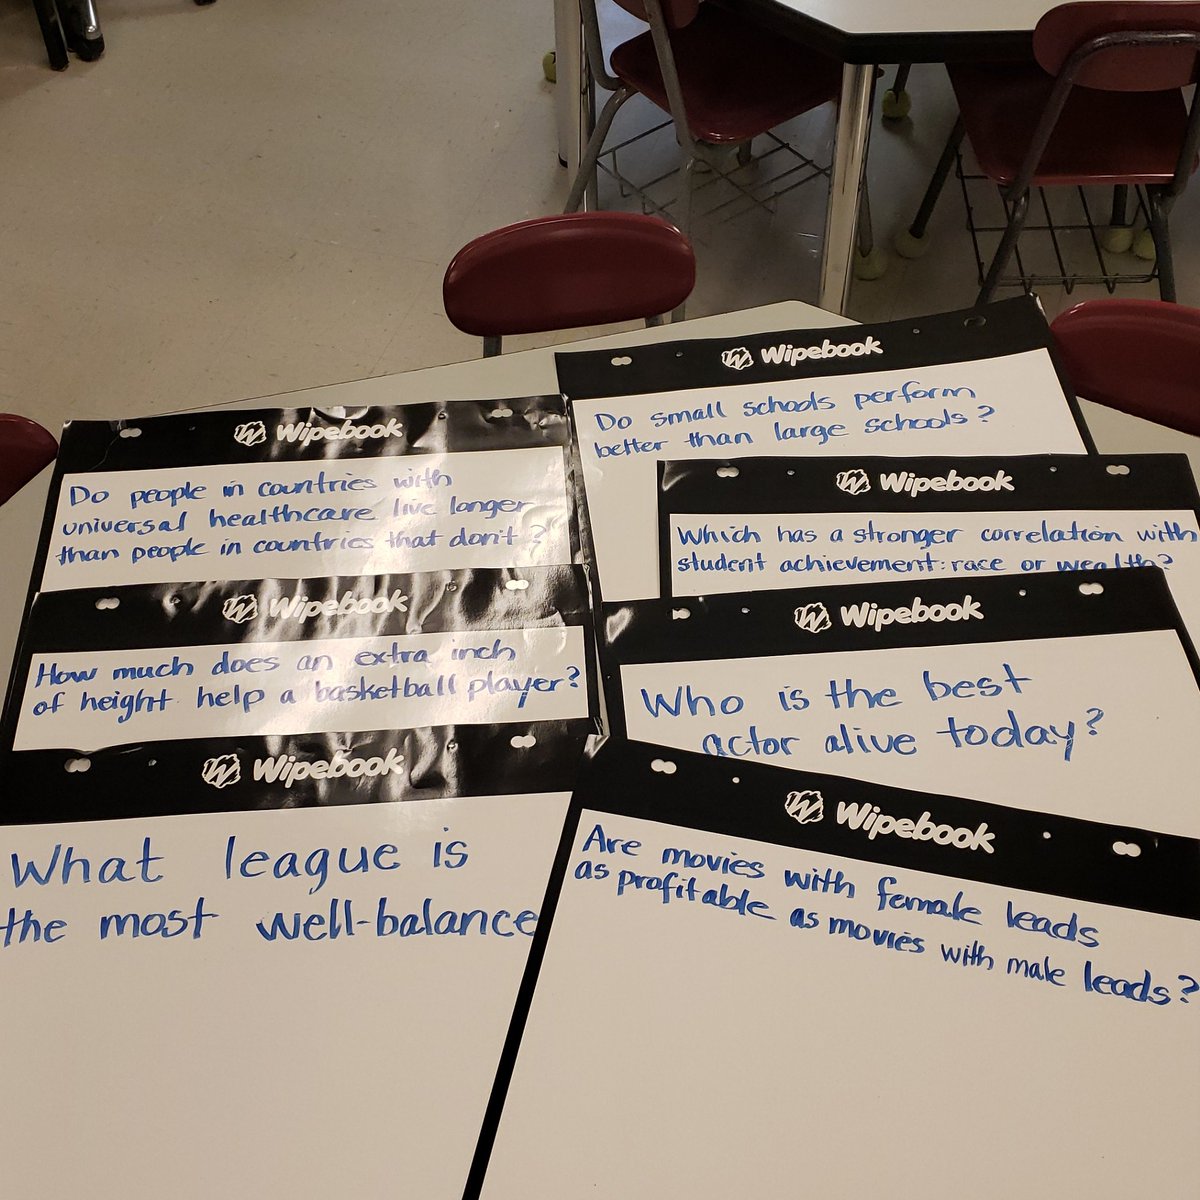 Wipebook
Do people in countries with
universal healthcare live longer
than people in countries that don't?
Wipebook
How much does an extra inch
of height help a basketball player?
Wipebook
What league is
the most well-balance
Wipebook
Do small schools perform
better than large schools?
Wipebook
Which has a stronger correlation with
student achievement: race or wealth?
Wipebook
Who is the best
actor alive today?
Wipebook
Are movies with female leads
as profitable as movies with male leads?